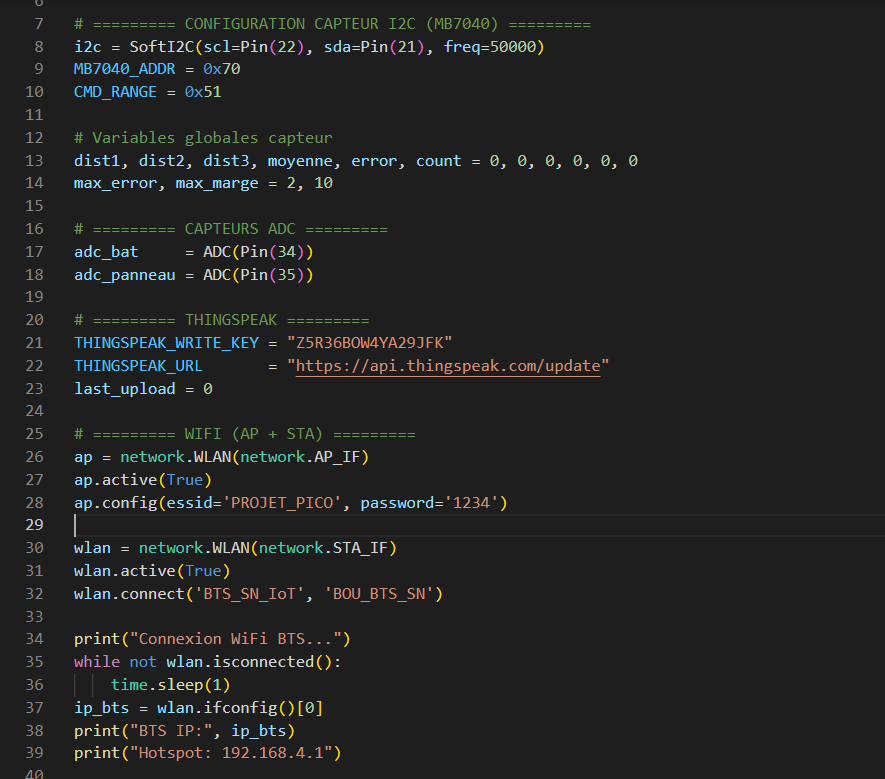 6
7 # ========= CONFIGURATION CAPTEUR I2C (MB7040) =========
8 i2c = SoftI2C(scl=Pin(22), sda=Pin(21), freq=50000)
9 MB7040_ADDR = 0x70
10 CMD_RANGE = 0x51
11
12 # Variables globales capteur
13 dist1, dist2, dist3, moyenne, error, count = 0, 0, 0, 0, 0, 0
14 max_error, max_marge = 2, 10
15
16 # ========= CAPTEURS ADC =========
17 adc_bat     = ADC(Pin(34))
18 adc_panneau = ADC(Pin(35))
19
20 # ========= THINGSPEAK =========
21 THINGSPEAK_WRITE_KEY = "Z5R36BOW4YA29JFK"
22 THINGSPEAK_URL       = "https://api.thingspeak.com/update"
23 last_upload = 0
24
25 # ========= WIFI (AP + STA) =========
26 ap = network.WLAN(network.AP_IF)
27 ap.active(True)
28 ap.config(essid='PROJET_PICO', password='1234')
29
30 wlan = network.WLAN(network.STA_IF)
31 wlan.active(True)
32 wlan.connect('BTS_SN_IoT', 'BOU_BTS_SN')
33
34 print("Connexion WiFi BTS...")
35 while not wlan.isconnected():
36     time.sleep(1)
37 ip_bts = wlan.ifconfig()[0]
38 print("BTS IP:", ip_bts)
39 print("Hotspot: 192.168.4.1")
40